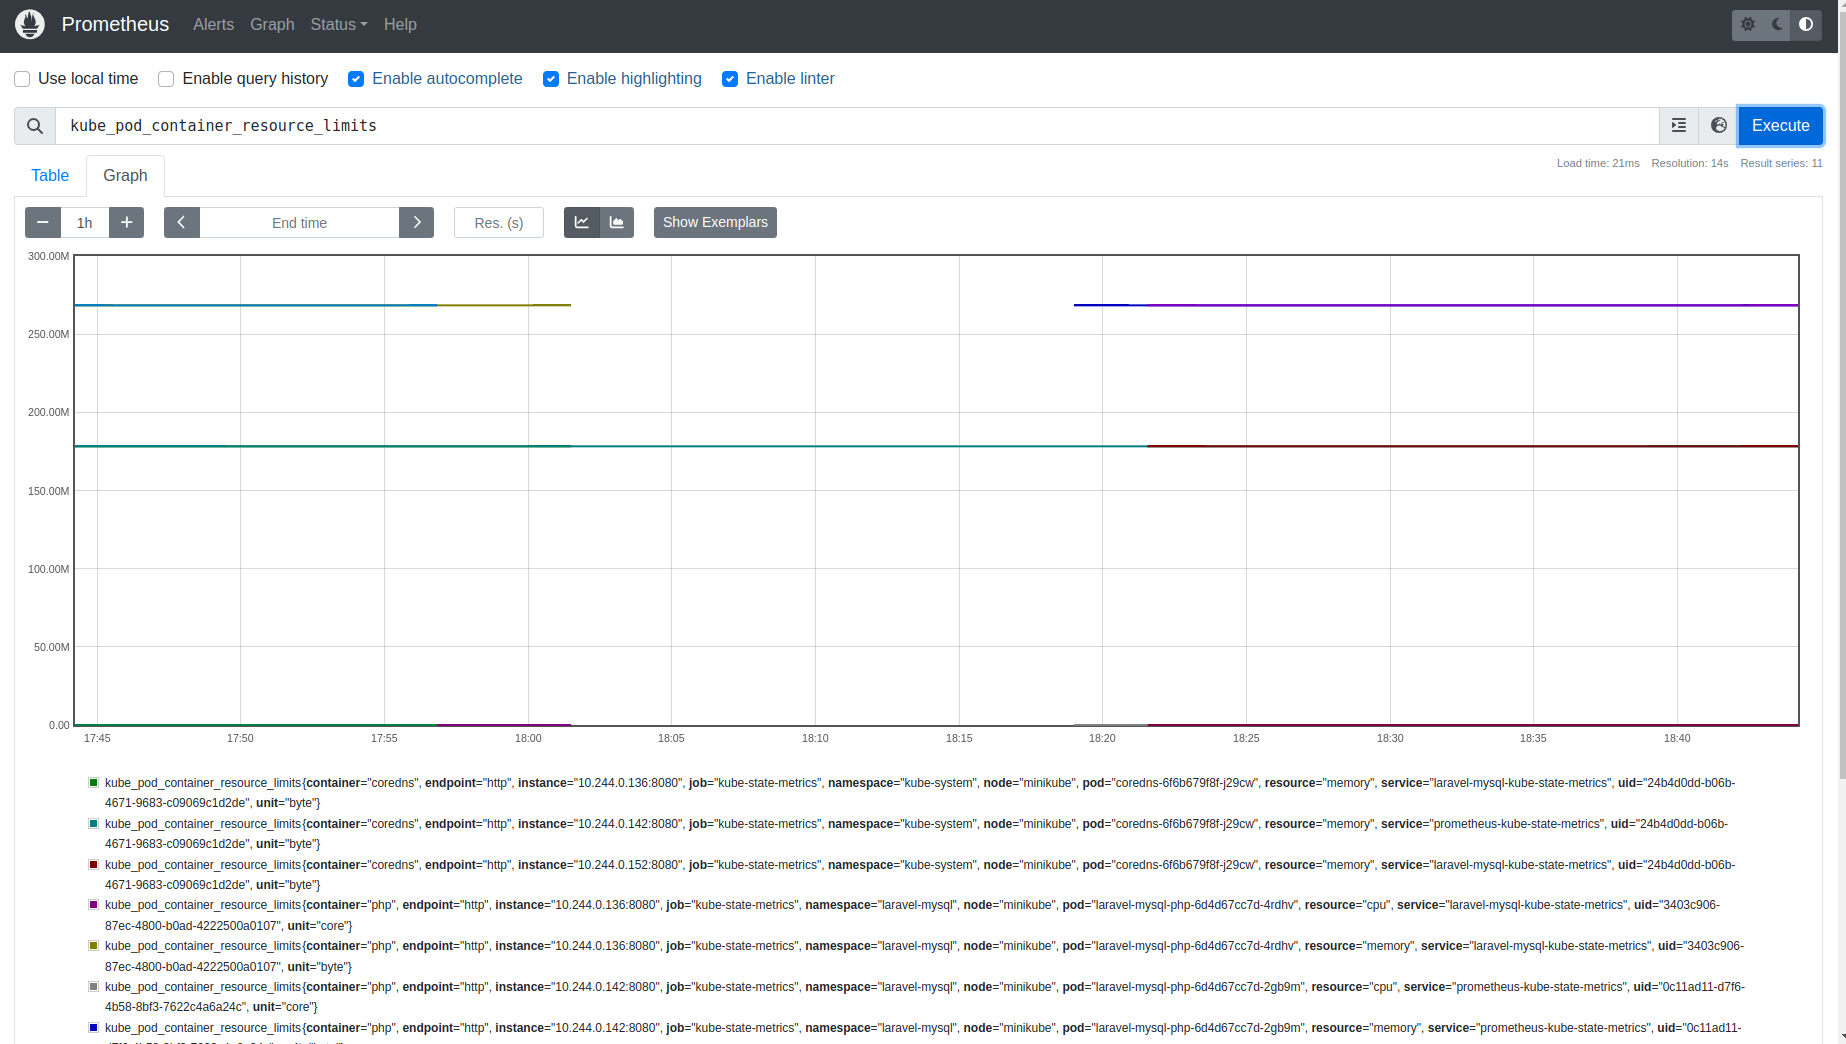 Prometheus Alerts Graph Status Help
Use local time Enable query history Enable autocomplete Enable highlighting Enable linter
kube_pod_container_resource_limits Execute
Load time: 21ms Resolution: 14s Result series: 11
Table Graph
1h End time Res. (s) Show Exemplars
300.00M
250.00M
200.00M
150.00M
100.00M
50.00M
0.00
17:45 17:50 17:55 18:00 18:05 18:10 18:15 18:20 18:25 18:30 18:35 18:40
kube_pod_container_resource_limits{container="coredns", endpoint="http", instance="10.244.0.136:8080", job="kube-state-metrics", namespace="kube-system", node="minikube", pod="coredns-6f6b679f8f-j29cw", resource="memory", service="laravel-mysql-kube-state-metrics", uid="24b4d0dd-b06b-
4671-9683-c09069c1d2de", unit="byte"}
kube_pod_container_resource_limits{container="coredns", endpoint="http", instance="10.244.0.142:8080", job="kube-state-metrics", namespace="kube-system", node="minikube", pod="coredns-6f6b679f8f-j29cw", resource="memory", service="prometheus-kube-state-metrics", uid="24b4d0dd-b06b-
4671-9683-c09069c1d2de", unit="byte"}
kube_pod_container_resource_limits{container="coredns", endpoint="http", instance="10.244.0.152:8080", job="kube-state-metrics", namespace="kube-system", node="minikube", pod="coredns-6f6b679f8f-j29cw", resource="memory", service="laravel-mysql-kube-state-metrics", uid="24b4d0dd-b06b-
4671-9683-c09069c1d2de", unit="byte"}
kube_pod_container_resource_limits{container="php", endpoint="http", instance="10.244.0.136:8080", job="kube-state-metrics", namespace="laravel-mysql", node="minikube", pod="laravel-mysql-php-6d4d67cc7d-4rdhv", resource="cpu", service="laravel-mysql-kube-state-metrics", uid="3403c906-
87ec-4800-b0ad-4222500a0107", unit="core"}
kube_pod_container_resource_limits{container="php", endpoint="http", instance="10.244.0.136:8080", job="kube-state-metrics", namespace="laravel-mysql", node="minikube", pod="laravel-mysql-php-6d4d67cc7d-4rdhv", resource="memory", service="laravel-mysql-kube-state-metrics", uid="3403c906-
87ec-4800-b0ad-4222500a0107", unit="byte"}
kube_pod_container_resource_limits{container="php", endpoint="http", instance="10.244.0.142:8080", job="kube-state-metrics", namespace="laravel-mysql", node="minikube", pod="laravel-mysql-php-6d4d67cc7d-2gb9m", resource="cpu", service="prometheus-kube-state-metrics", uid="0c11ad11-d7f6-
4b58-8bf3-7622c4a6a24c", unit="core"}
kube_pod_container_resource_limits{container="php", endpoint="http", instance="10.244.0.142:8080", job="kube-state-metrics", namespace="laravel-mysql", node="minikube", pod="laravel-mysql-php-6d4d67cc7d-2gb9m", resource="memory", service="prometheus-kube-state-metrics", uid="0c11ad11-